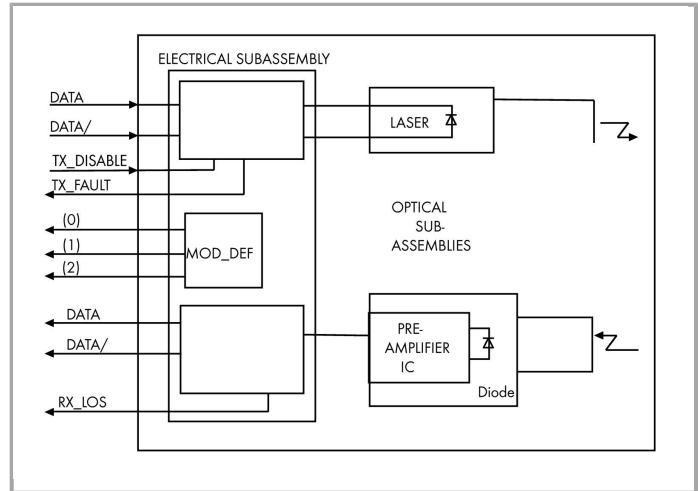 ELECTRICAL SUBASSEMBLY
DATA
DATA/
TX_DISABLE
TX_FAULT
LASER
(0)
(1)
(2)
MOD_DEF
OPTICAL
SUB-
ASSEMBLIES
DATA
DATA/
RX_LOS
PRE-
AMPLIFIER
IC
Diode